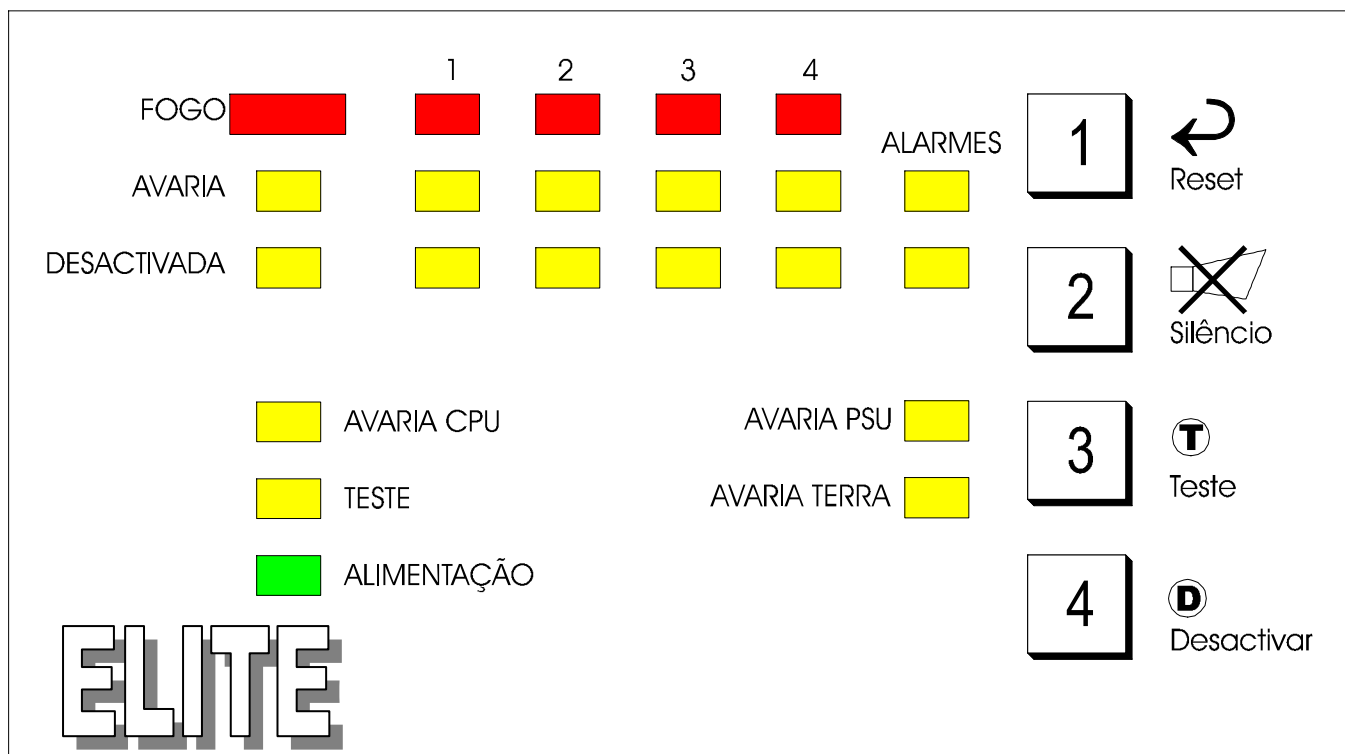 1 2 3 4
FOGO
ALARMES
AVARIA
DESACTIVADA
1
Reset
2
Silêncio
AVARIA CPU
AVARIA PSU
TESTE
AVARIA TERRA
3
T
Teste
ALIMENTAÇÃO
4
D
Desactivar
ELITE